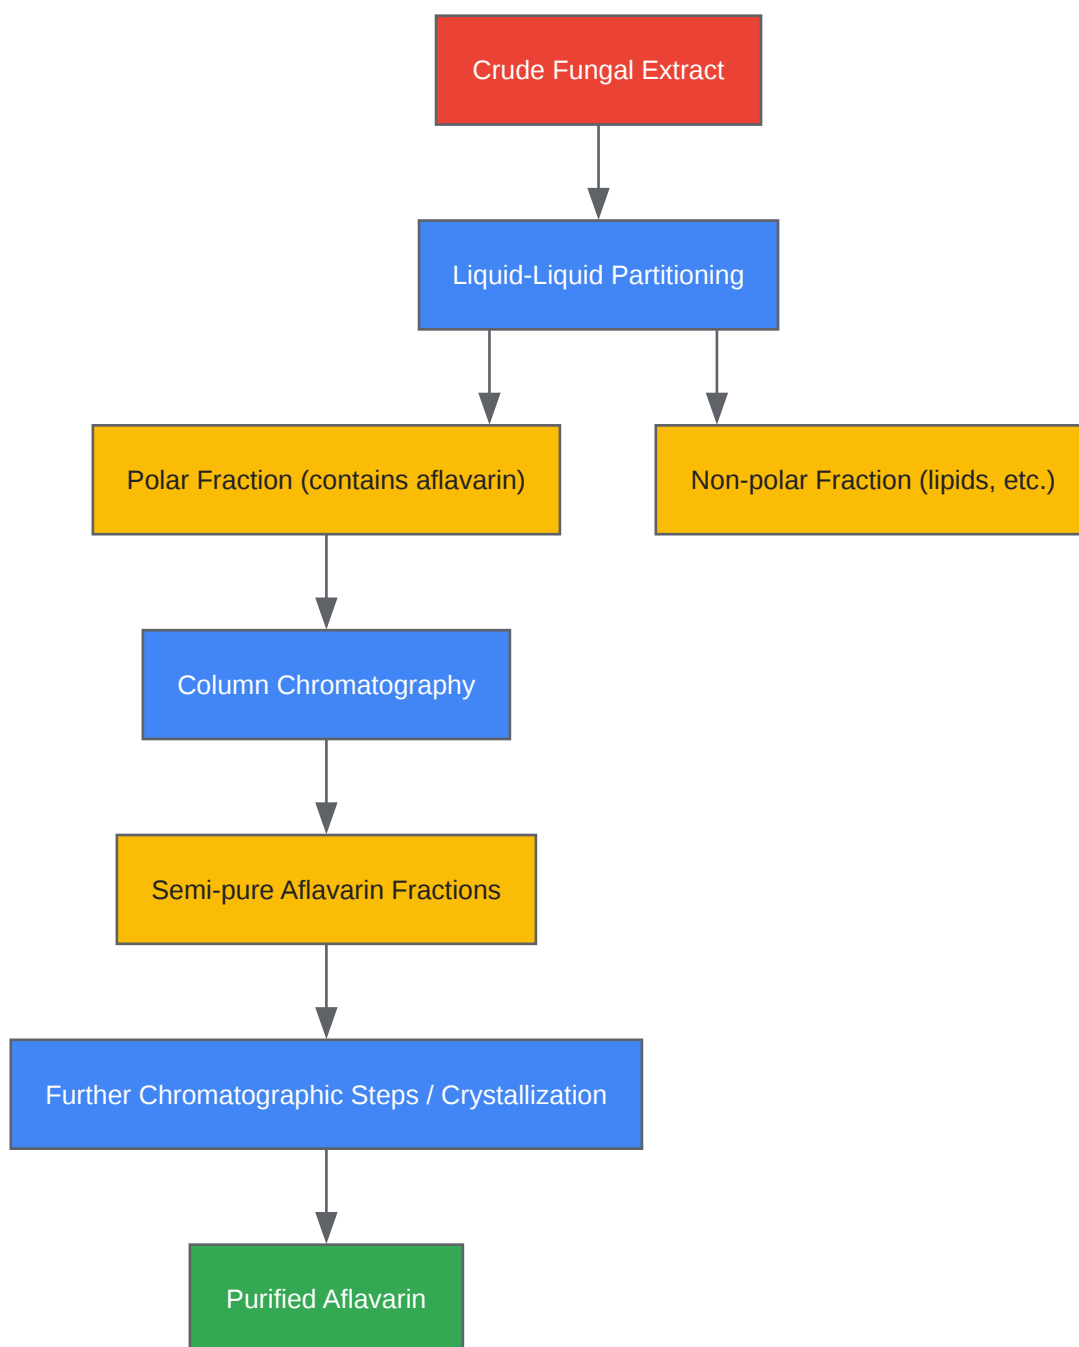 Crude Fungal Extract
Liquid-Liquid Partitioning
Polar Fraction (contains aflavarin)
Non-polar Fraction (lipids, etc.)
Column Chromatography
Semi-pure Aflavarin Fractions
Further Chromatographic Steps / Crystallization
Purified Aflavarin